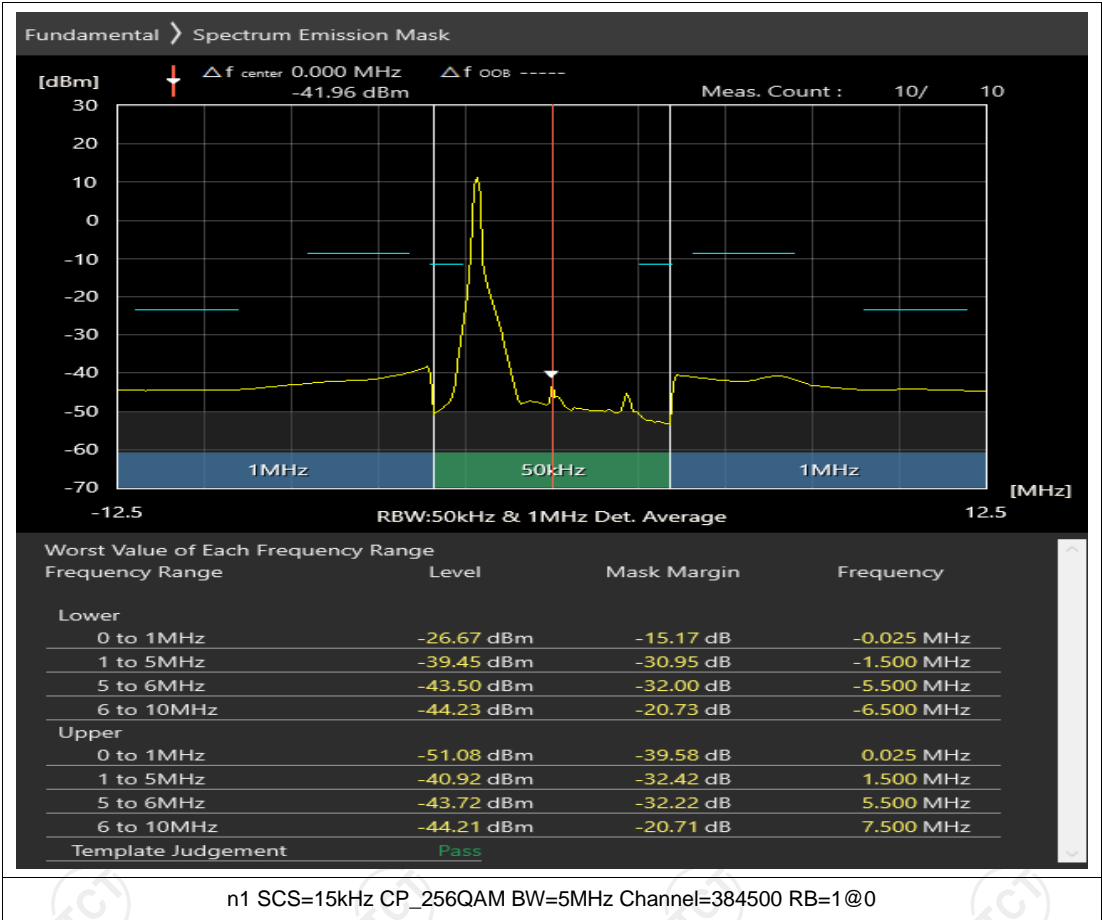 Fundamental ❯ Spectrum Emission Mask
[dBm] Δf center 0.000 MHz Δf OOB -----
-41.96 dBm Meas. Count : 10/ 10
30
20
10
0
-10
-20
-30
-40
-50
-60
1MHz 50kHz 1MHz
-70
[MHz]
-12.5 RBW:50kHz & 1MHz Det. Average 12.5
Worst Value of Each Frequency Range
Frequency Range Level Mask Margin Frequency
Lower
0 to 1MHz -26.67 dBm -15.17 dB -0.025 MHz
1 to 5MHz -39.45 dBm -30.95 dB -1.500 MHz
5 to 6MHz -43.50 dBm -32.00 dB -5.500 MHz
6 to 10MHz -44.23 dBm -20.73 dB -6.500 MHz
Upper
0 to 1MHz -51.08 dBm -39.58 dB 0.025 MHz
1 to 5MHz -40.92 dBm -32.42 dB 1.500 MHz
5 to 6MHz -43.72 dBm -32.22 dB 5.500 MHz
6 to 10MHz -44.21 dBm -20.71 dB 7.500 MHz
Template Judgement Pass
n1 SCS=15kHz CP_256QAM BW=5MHz Channel=384500 RB=1@0
TCT TCT TCT TCT